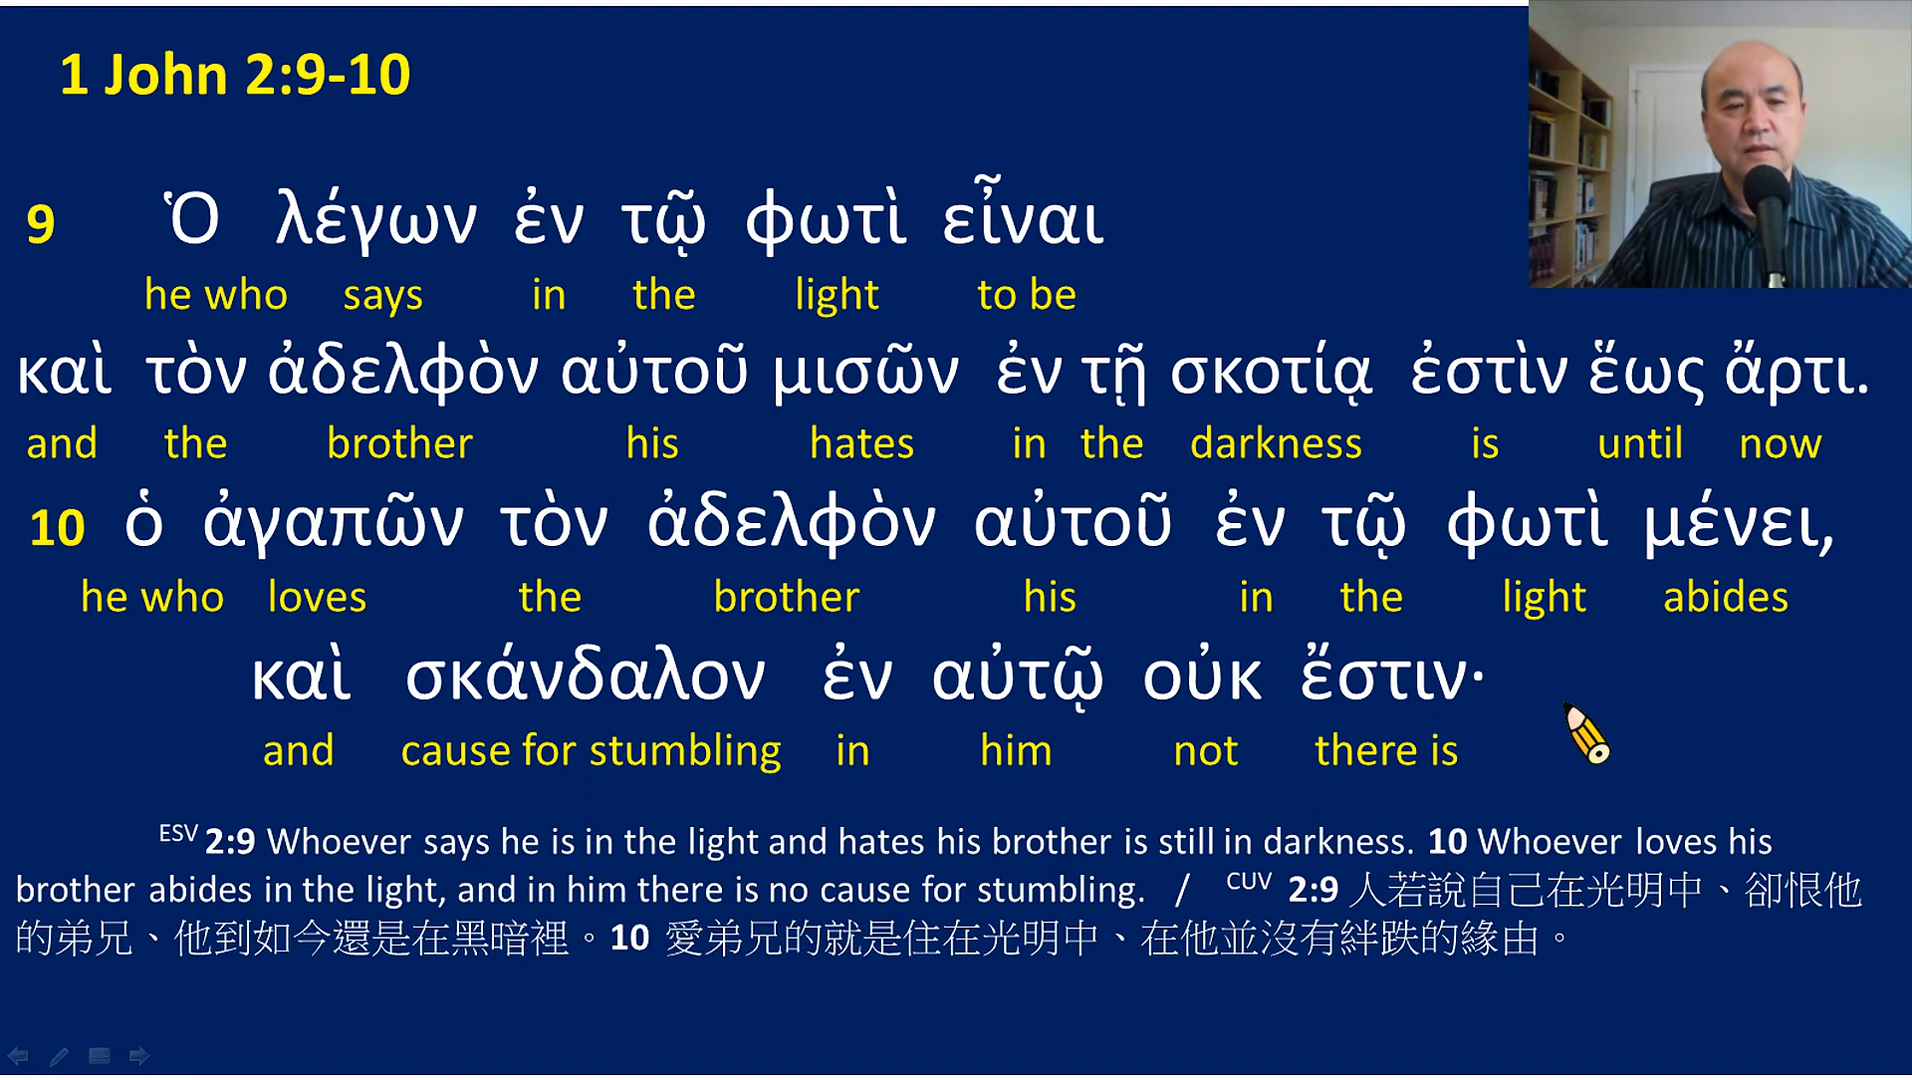 1 John 2:9-10
9 Ὁ λέγων ἐν τῷ φωτὶ εἶναι
he who says in the light to be
καὶ τὸν ἀδελφὸν αὐτοῦ μισῶν ἐν τῇ σκοτίᾳ ἐστὶν ἕως ἄρτι.
and the brother his hates in the darkness is until now
10 ὁ ἀγαπῶν τὸν ἀδελφὸν αὐτοῦ ἐν τῷ φωτὶ μένει,
he who loves the brother his in the light abides
καὶ σκάνδαλον ἐν αὐτῷ οὐκ ἔστιν·
and cause for stumbling in him not there is
ESV 2:9 Whoever says he is in the light and hates his brother is still in darkness. 10 Whoever loves his
brother abides in the light, and in him there is no cause for stumbling. / CUV 2:9 人若說自己在光明中、卻恨他
的弟兄、他到如今還是在黑暗裡。10 愛弟兄的就是住在光明中、在他並沒有絆跌的緣由。